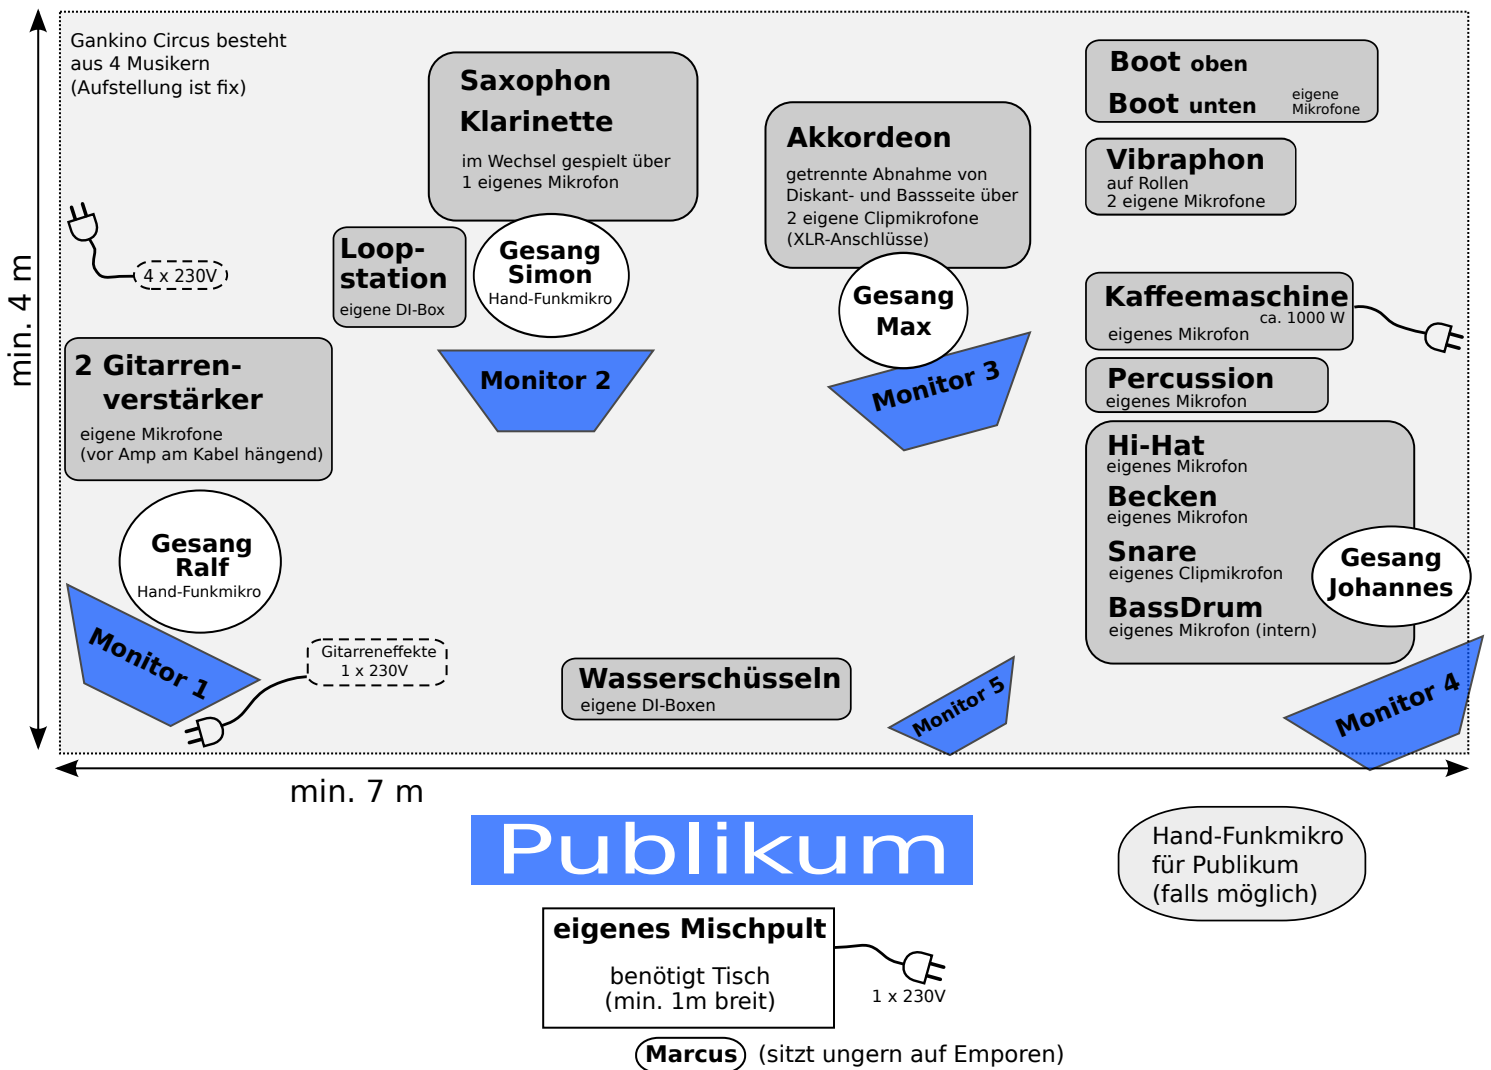 Gankino Circus besteht
aus 4 Musikern
(Aufstellung ist fix)
Saxophon
Klarinette
im Wechsel gespielt über
1 eigenes Mikrofon
Akkordeon
getrennte Abnahme von
Diskant- und Bassseite über
2 eigene Clipmikrofone
(XLR-Anschlüsse)
Boot oben
Boot unten
eigene
Mikrofone
Vibraphon
auf Rollen
2 eigene Mikrofone
4 x 230V
Loop-
station
eigene DI-Box
Gesang
Simon
Hand-Funkmikro
Gesang
Max
Kaffeemaschine
ca. 1000 W
eigenes Mikrofon
min. 4 m
2 Gitarren-
verstärker
eigene Mikrofone
(vor Amp am Kabel hängend)
Monitor 2
Monitor 3
Percussion
eigenes Mikrofon
Hi-Hat
eigenes Mikrofon
Becken
eigenes Mikrofon
Snare
eigenes Clipmikrofon
BassDrum
eigenes Mikrofon (intern)
Gesang
Johannes
Gesang
Ralf
Hand-Funkmikro
Monitor 1
Gitarreneffekte
1 x 230V
Wasserschüsseln
eigene DI-Boxen
Monitor 5
Monitor 4
min. 7 m
Publikum
Hand-Funkmikro
für Publikum
(falls möglich)
eigenes Mischpult
benötigt Tisch
(min. 1m breit)
1 x 230V
Marcus (sitzt ungern auf Emporen)